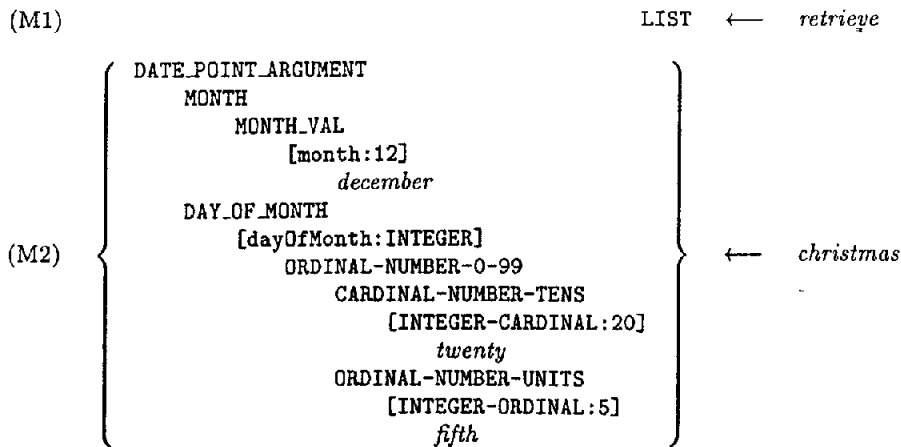 (M1) LIST ← retrieve
DATE_POINT_ARGUMENT
MONTH
MONTH_VAL
[month:12]
december
DAY_OF_MONTH
(M2) [dayOfMonth:INTEGER] ← christmas
ORDINAL-NUMBER-0-99
CARDINAL-NUMBER-TENS
[INTEGER-CARDINAL:20]
twenty
ORDINAL-NUMBER-UNITS
[INTEGER-ORDINAL:5]
fifth